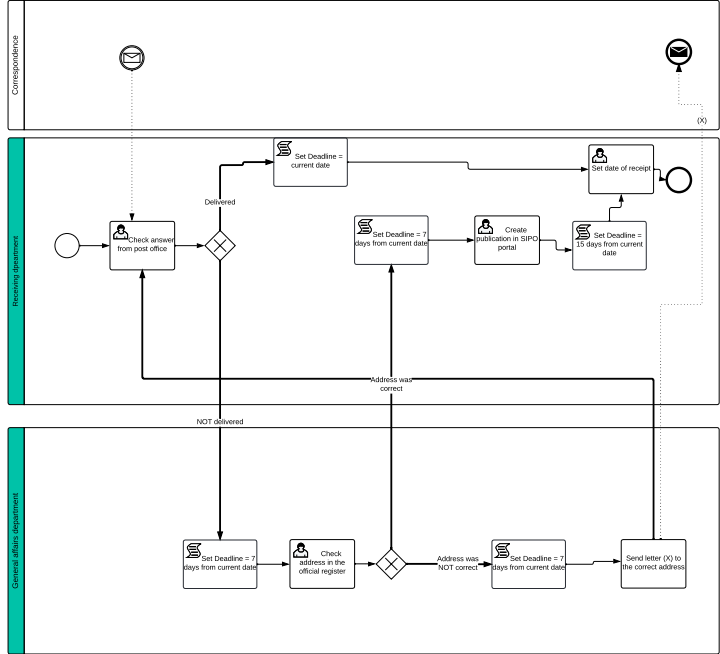 Correspondence
(X)
Receiving dpeartment
Set Deadline =
current date
Set date of receipt
Delivered
Check answer
from post office
Set Deadline = 7
days from current date
Create
publication in SIPO
portal
Set Deadline =
15 days from current
date
Address was
correct
NOT delivered
General affairs department
Set Deadline = 7
days from current date
Check
address in the
official register
Address was
NOT correct
Set Deadline = 7
days from current date
Send letter (X) to
the correct address